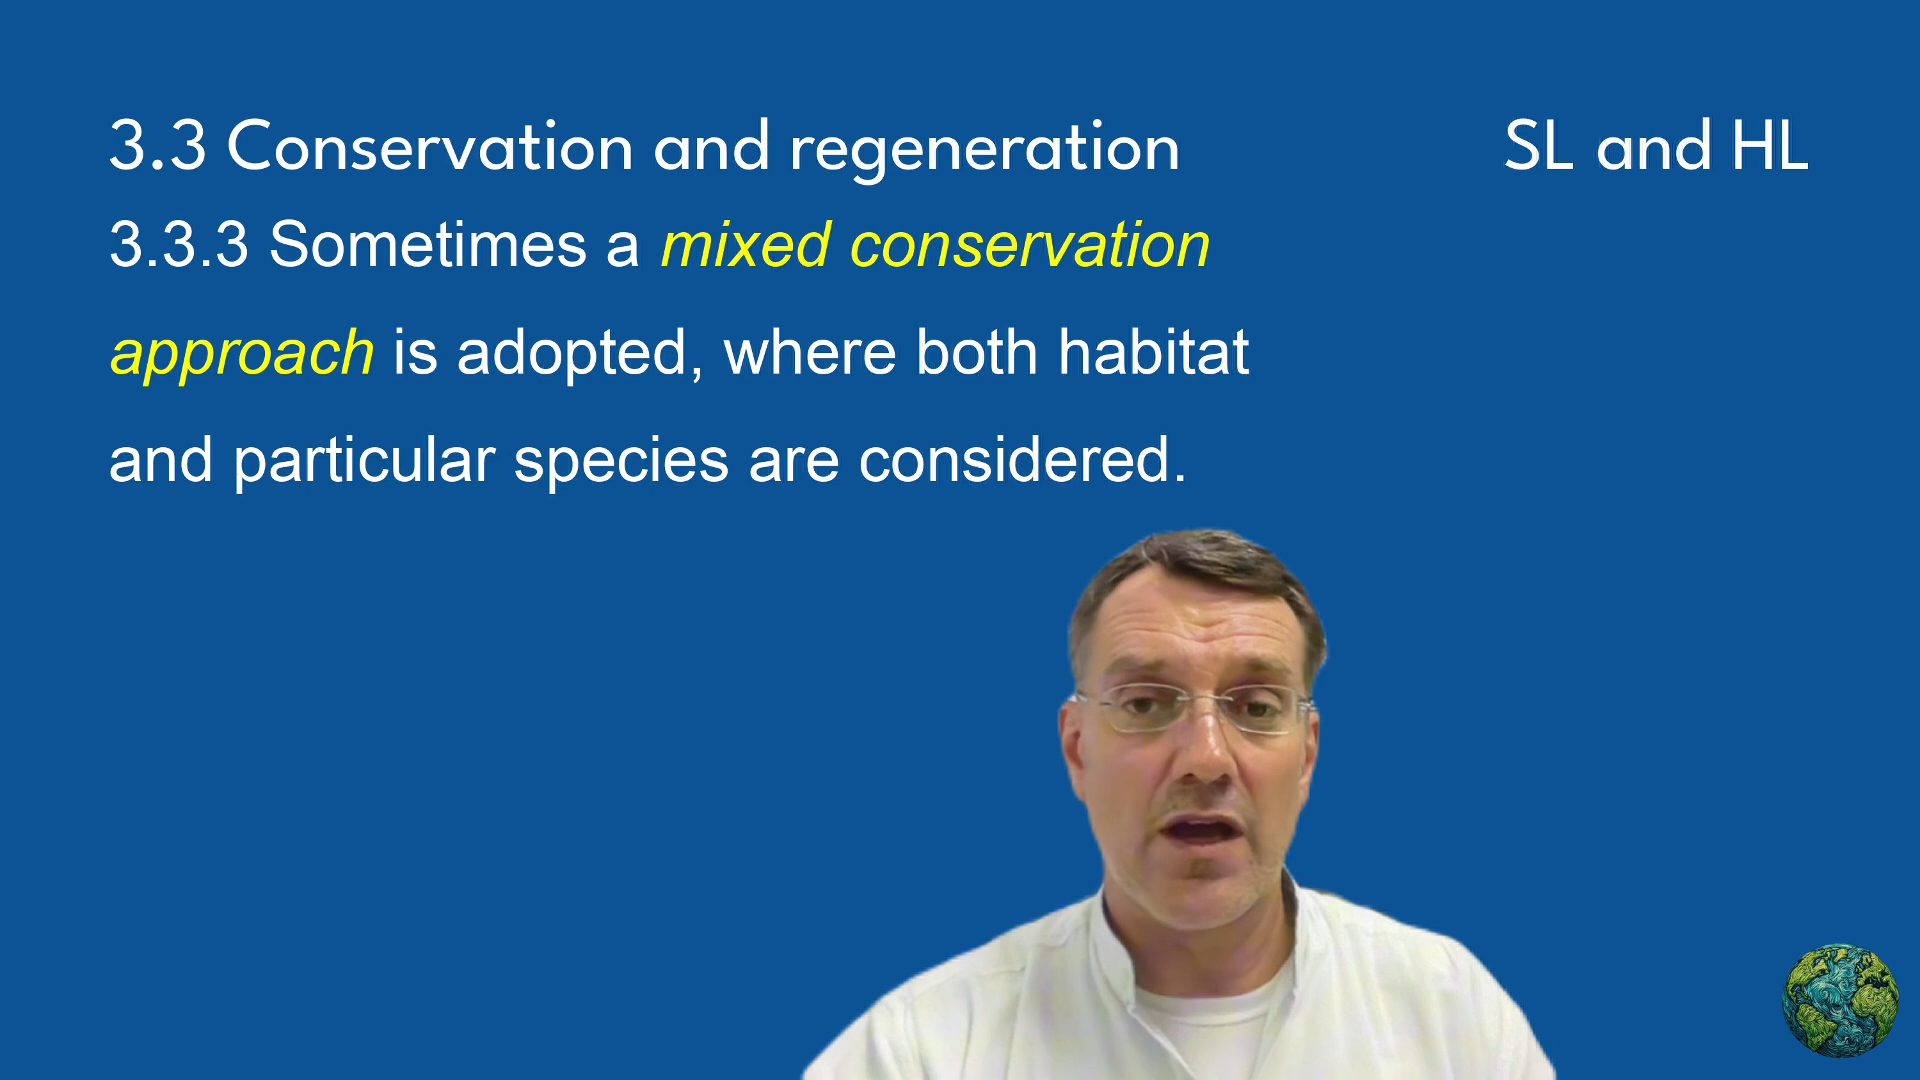 3.3 Conservation and regeneration SL and HL
3.3.3 Sometimes a mixed conservation
approach is adopted, where both habitat
and particular species are considered.